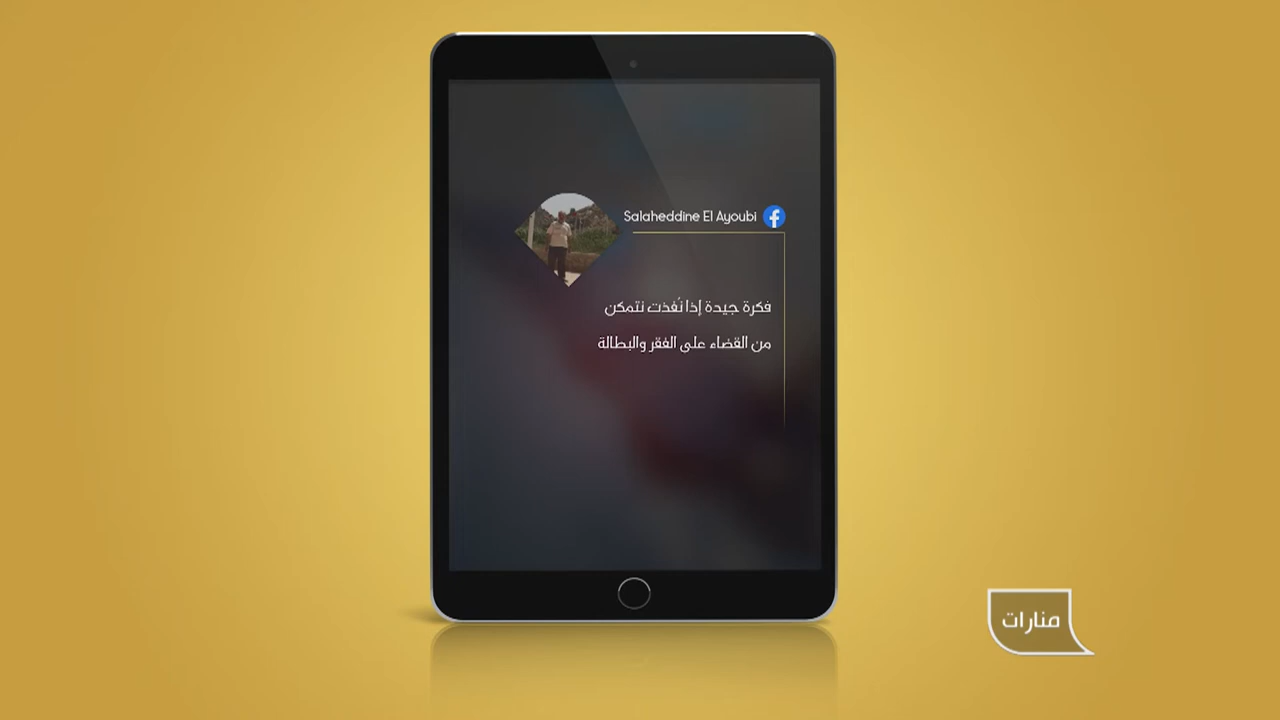 Salaheddine El Ayoubi
فكرة جيدة إذا نُفذت نتمكن
من القضاء على الفقر والبطالة
منارات